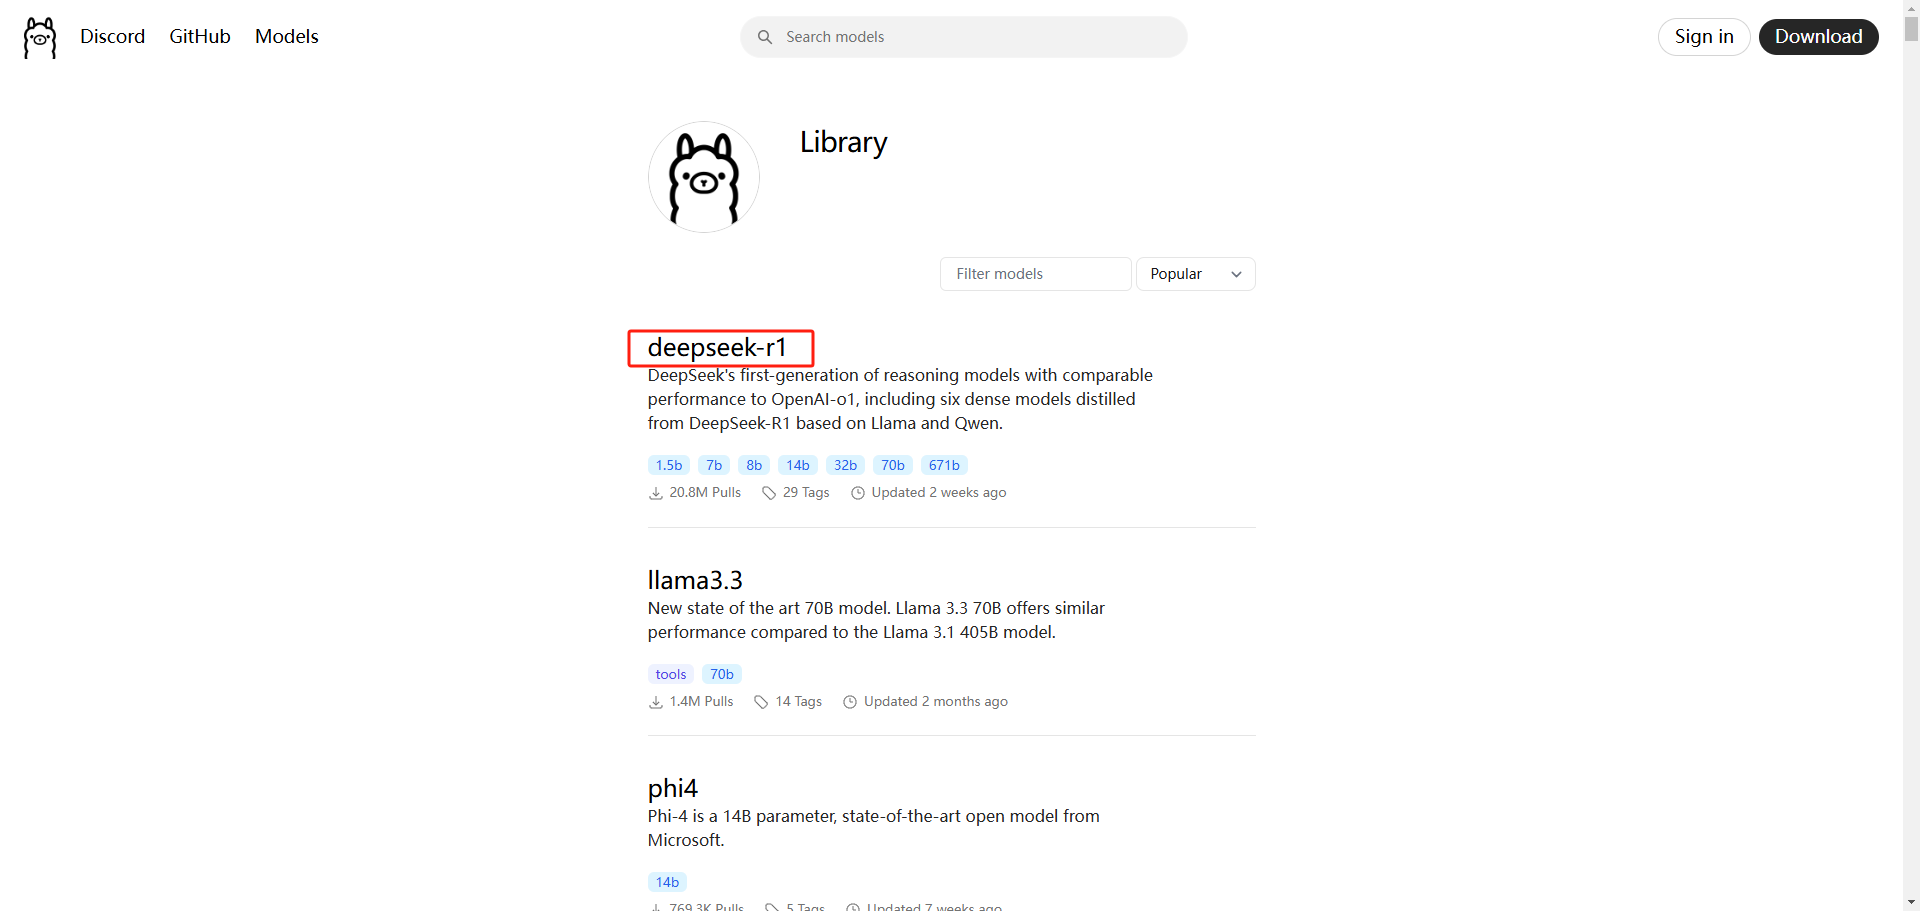 Discord GitHub Models Search models Sign in Download
Library
Filter models Popular
deepseek-r1
DeepSeek's first-generation of reasoning models with comparable
performance to OpenAI-o1, including six dense models distilled
from DeepSeek-R1 based on Llama and Qwen.
1.5b 7b 8b 14b 32b 70b 671b
20.8M Pulls 29 Tags Updated 2 weeks ago
llama3.3
New state of the art 70B model. Llama 3.3 70B offers similar
performance compared to the Llama 3.1 405B model.
tools 70b
1.4M Pulls 14 Tags Updated 2 months ago
phi4
Phi-4 is a 14B parameter, state-of-the-art open model from
Microsoft.
14b
769.3K Pulls 5 Tags Updated 7 weeks ago